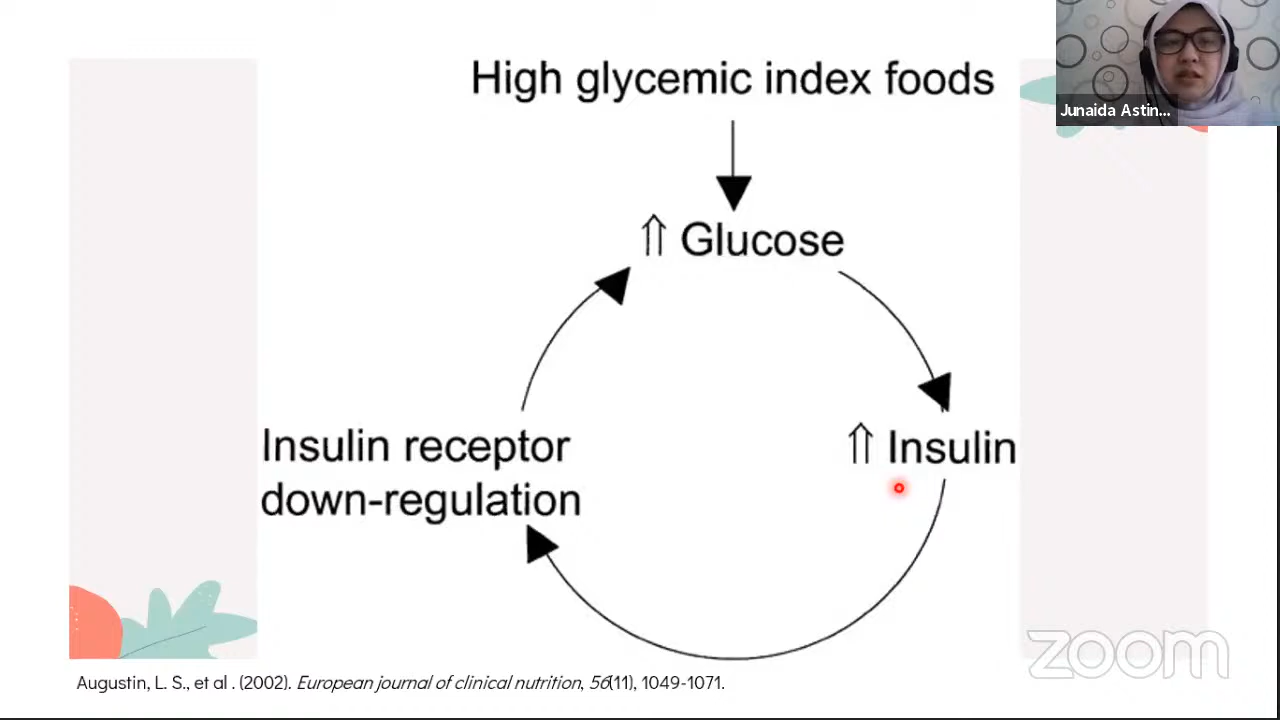 High glycemic index foods
Junaida Astin...
⇑ Glucose
Insulin receptor
down-regulation
⇑ Insulin
zoom
Augustin, L. S., et al . (2002). European journal of clinical nutrition, 56(11), 1049-1071.